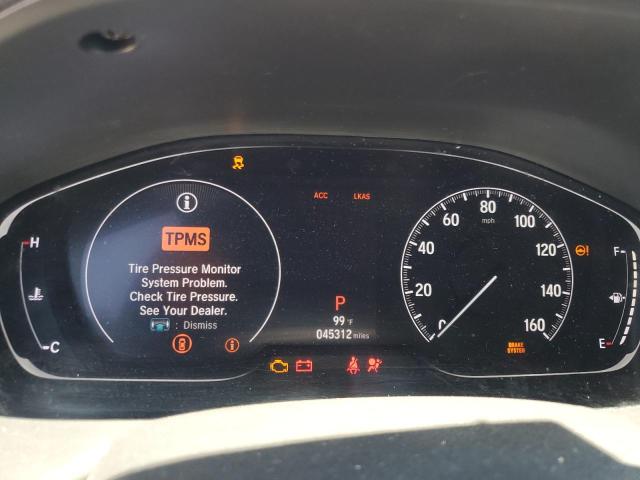 ACC LKAS
TPMS
Tire Pressure Monitor
System Problem.
Check Tire Pressure.
See Your Dealer.
: Dismiss
H
C
P
99 °F
045312 miles
0
20
40
60
80
100
120
140
160
mph
F
E
BRAKE
SYSTEM